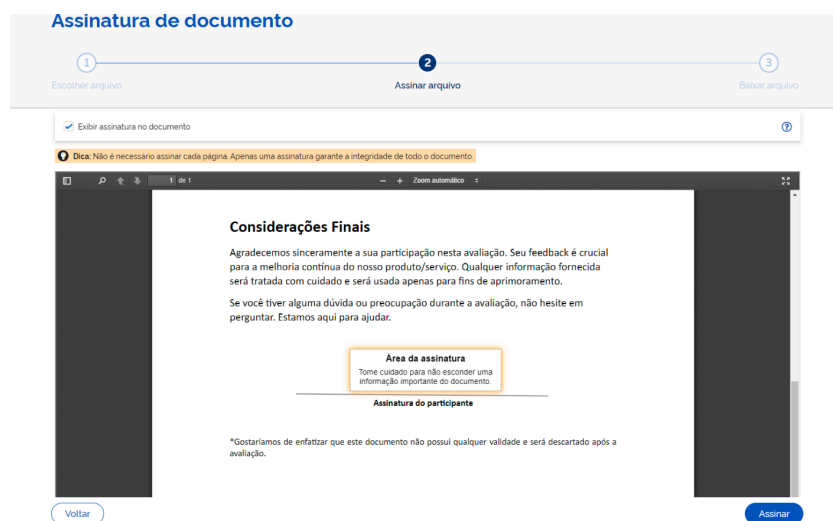 Assinatura de documento
1
2
3
Escolher arquivo
Assinar arquivo
Baixar arquivo
Exibir assinatura no documento
?
Dica: Não é necessário assinar cada página. Apenas uma assinatura garante a integridade de todo o documento.
1 de 1
— + Zoom automático
Considerações Finais
Agradecemos sinceramente a sua participação nesta avaliação. Seu feedback é crucial
para a melhoria contínua do nosso produto/serviço. Qualquer informação fornecida
será tratada com cuidado e será usada apenas para fins de aprimoramento.
Se você tiver alguma dúvida ou preocupação durante a avaliação, não hesite em
perguntar. Estamos aqui para ajudar.
Área da assinatura
Tome cuidado para não esconder uma
informação importante do documento.
Assinatura do participante
*Gostaríamos de enfatizar que este documento não possui qualquer validade e será descartado após a
avaliação.
Voltar
Assinar